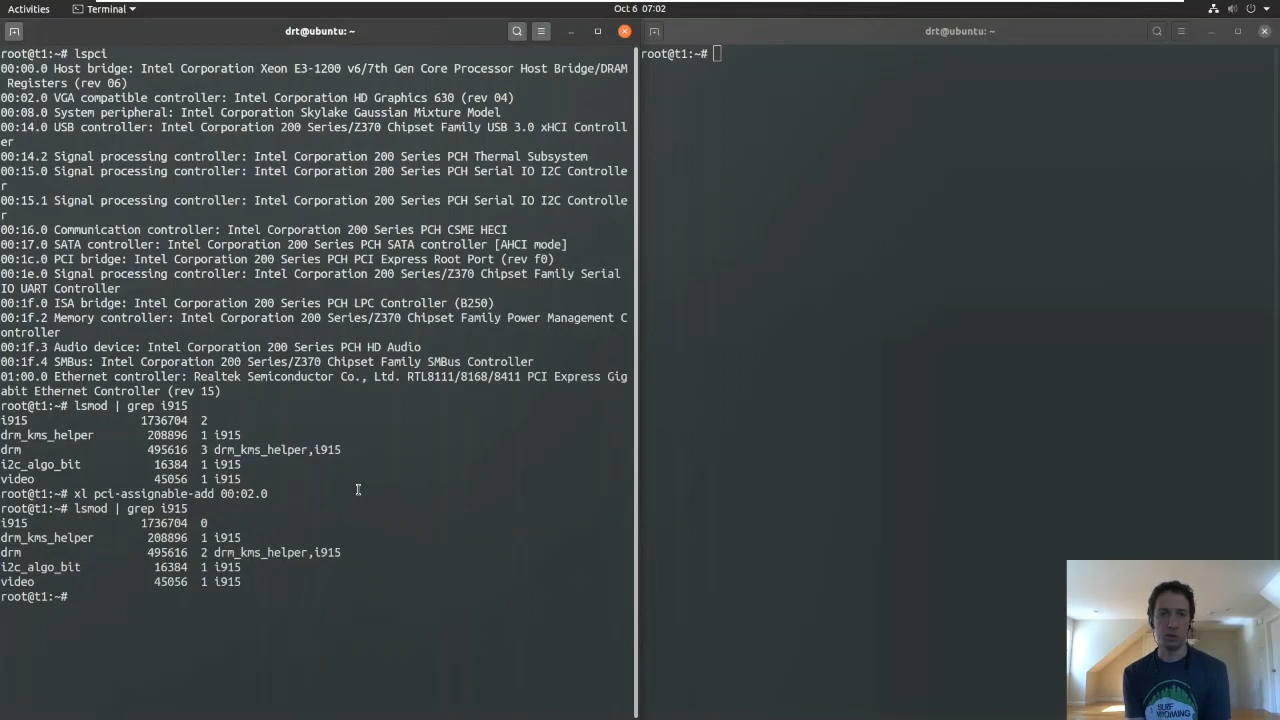 Activities
Terminal
Oct 6 07:02
drt@ubuntu: ~
root@t1:~# lspci
00:00.0 Host bridge: Intel Corporation Xeon E3-1200 v6/7th Gen Core Processor Host Bridge/DRAM
Registers (rev 06)
00:02.0 VGA compatible controller: Intel Corporation HD Graphics 630 (rev 04)
00:08.0 System peripheral: Intel Corporation Skylake Gaussian Mixture Model
00:14.0 USB controller: Intel Corporation 200 Series/Z370 Chipset Family USB 3.0 xHCI Controll
er
00:14.2 Signal processing controller: Intel Corporation 200 Series PCH Thermal Subsystem
00:15.0 Signal processing controller: Intel Corporation 200 Series PCH Serial IO I2C Controlle
r
00:15.1 Signal processing controller: Intel Corporation 200 Series PCH Serial IO I2C Controlle
r
00:16.0 Communication controller: Intel Corporation 200 Series PCH CSME HECI
00:17.0 SATA controller: Intel Corporation 200 Series PCH SATA controller [AHCI mode]
00:1c.0 PCI bridge: Intel Corporation 200 Series PCH PCI Express Root Port (rev f0)
00:1e.0 Signal processing controller: Intel Corporation 200 Series/Z370 Chipset Family Serial
IO UART Controller
00:1f.0 ISA bridge: Intel Corporation 200 Series PCH LPC Controller (B250)
00:1f.2 Memory controller: Intel Corporation 200 Series/Z370 Chipset Family Power Management C
ontroller
00:1f.3 Audio device: Intel Corporation 200 Series PCH HD Audio
00:1f.4 SMBus: Intel Corporation 200 Series/Z370 Chipset Family SMBus Controller
01:00.0 Ethernet controller: Realtek Semiconductor Co., Ltd. RTL8111/8168/8411 PCI Express Gig
abit Ethernet Controller (rev 15)
root@t1:~# lsmod | grep i915
i915 1736704 2
drm_kms_helper 208896 1 i915
drm 495616 3 drm_kms_helper,i915
i2c_algo_bit 16384 1 i915
video 45056 1 i915
root@t1:~# xl pci-assignable-add 00:02.0
root@t1:~# lsmod | grep i915
i915 1736704 0
drm_kms_helper 208896 1 i915
drm 495616 2 drm_kms_helper,i915
i2c_algo_bit 16384 1 i915
video 45056 1 i915
root@t1:~#
drt@ubuntu: ~
root@t1:~#
SURF
WYOMING